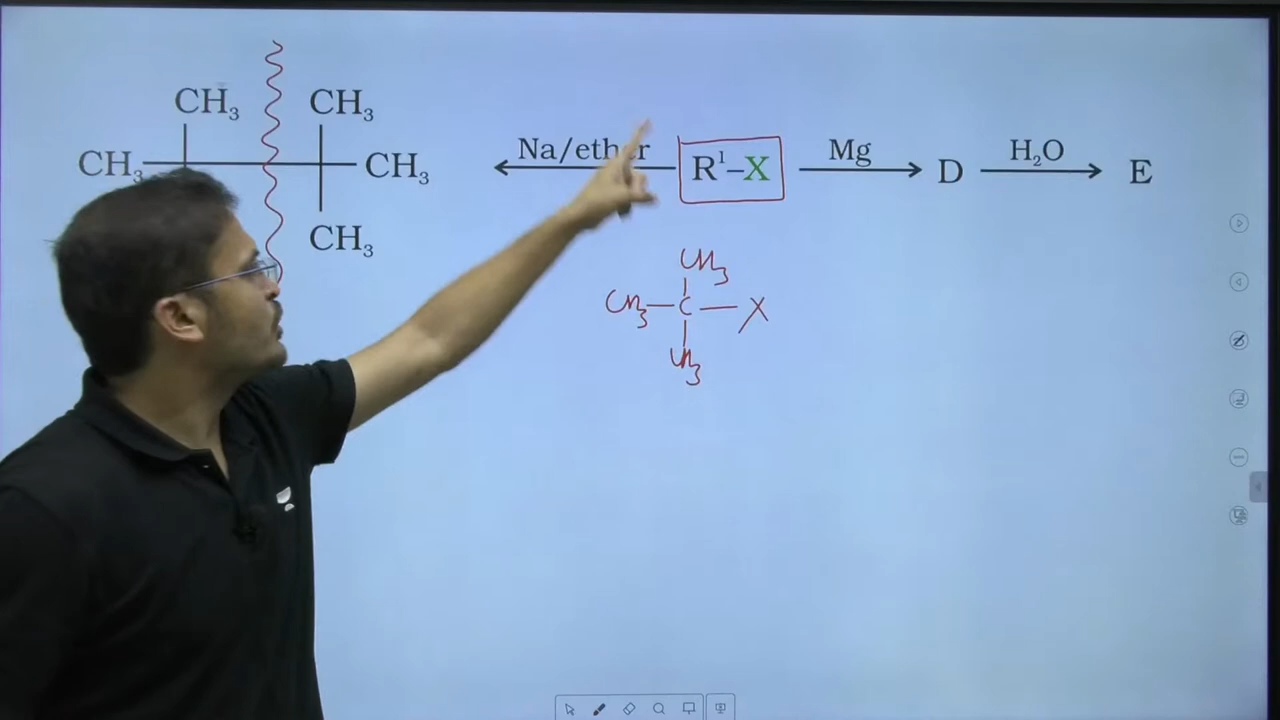 CH₃ CH₃
CH₃ CH₃ Na/ether R¹–X Mg D H₂O E
CH₃
CH₃
CH₃–C–X
CH₃